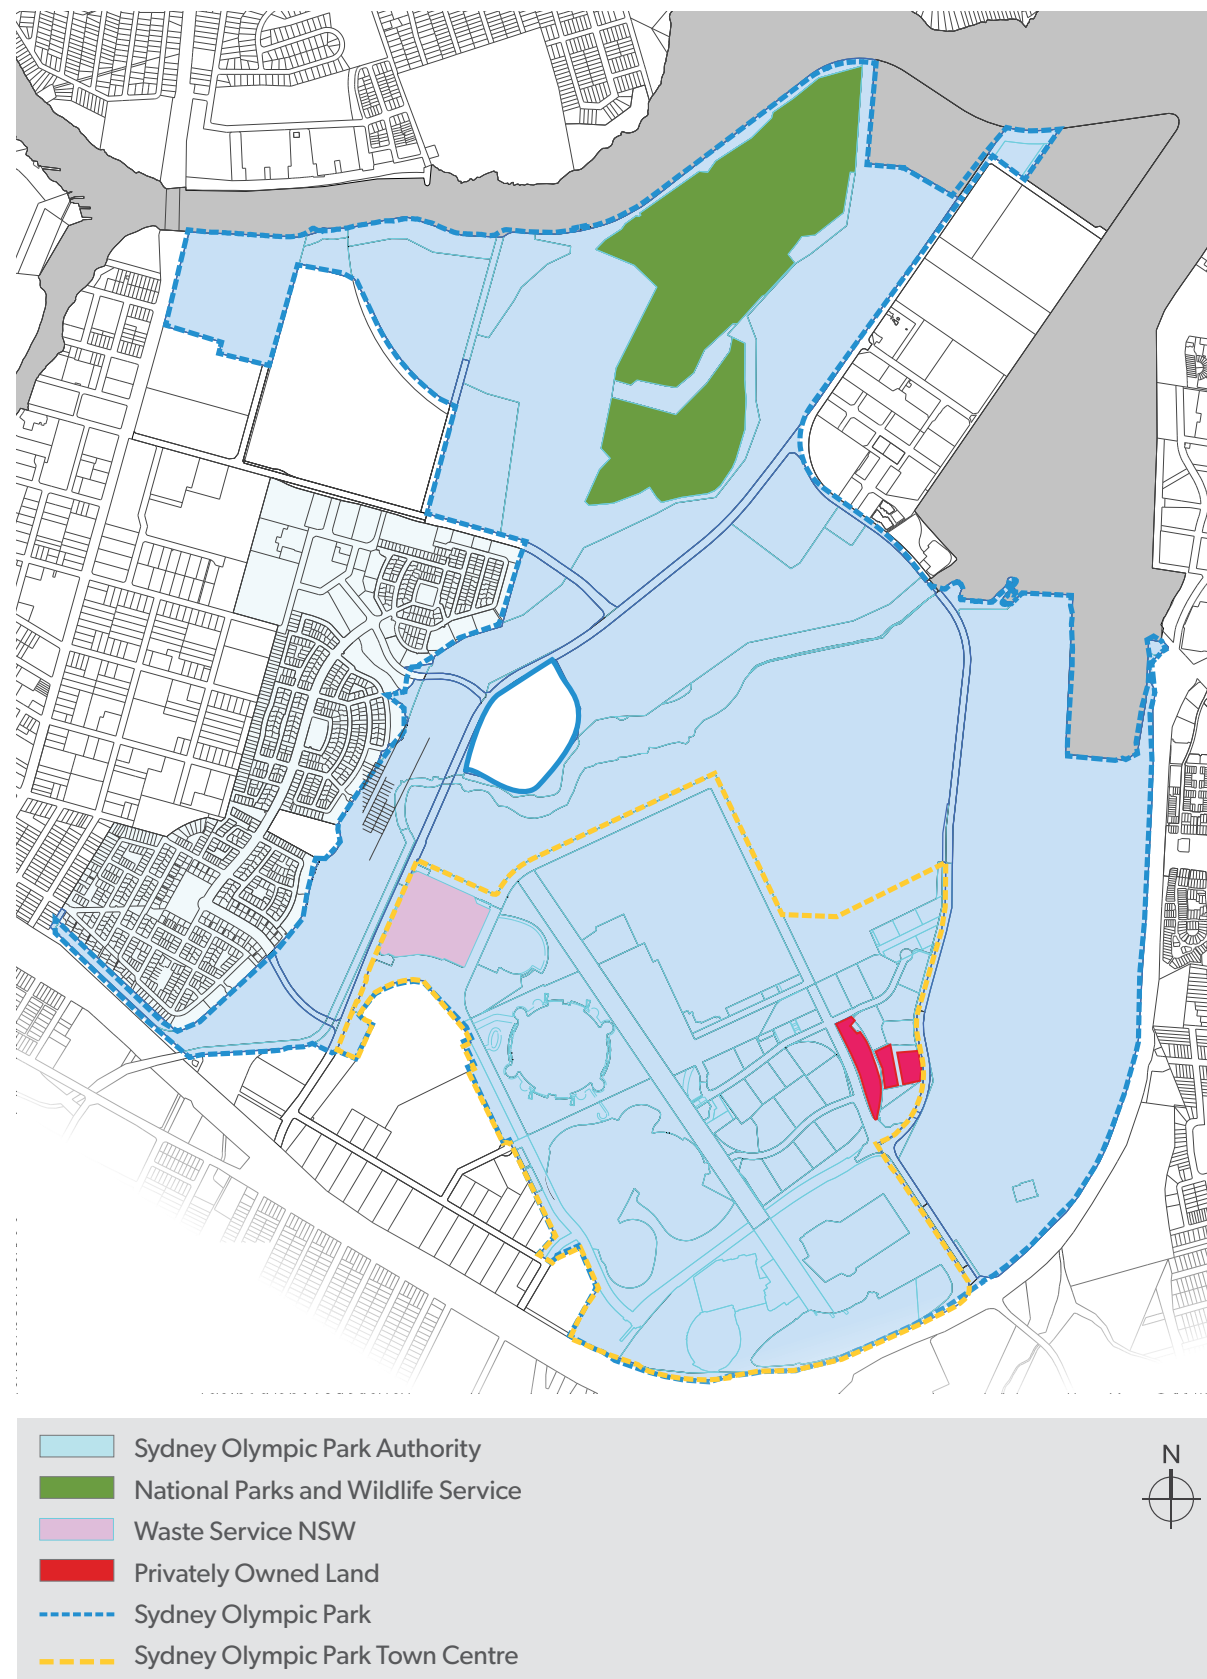 Sydney Olympic Park Authority
N
National Parks and Wildlife Service
Waste Service NSW
Privately Owned Land
Sydney Olympic Park
Sydney Olympic Park Town Centre